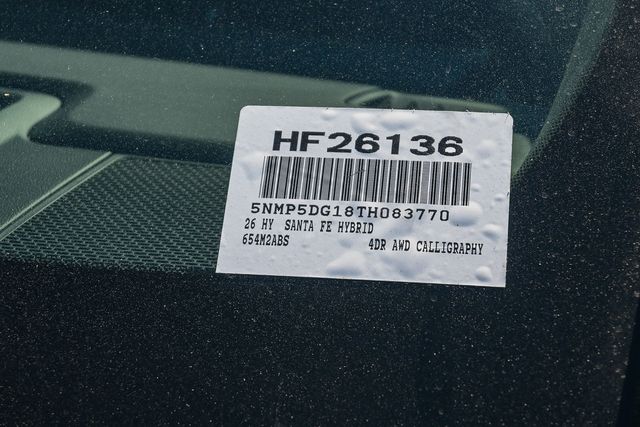 HF26136
5NMP5DG18TH083770
26 HY SANTA FE HYBRID
654M2ABS 4DR AWD CALLIGRAPHY